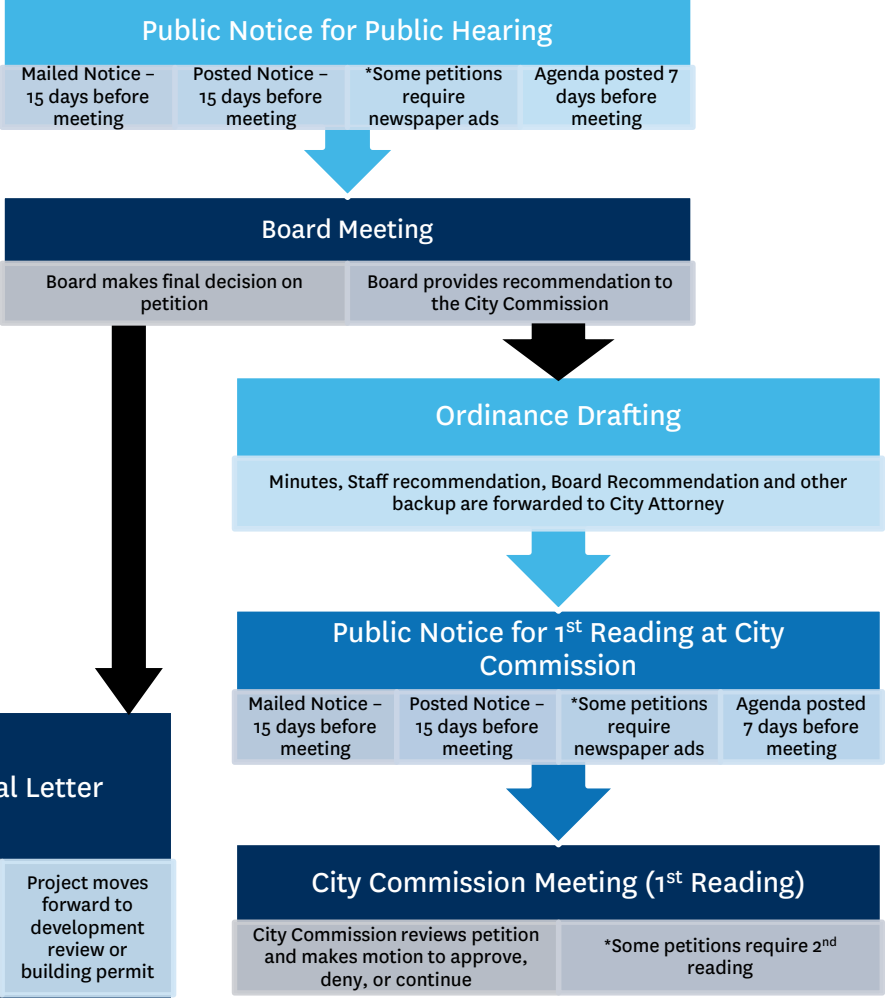 Public Notice for Public Hearing
Mailed Notice –
15 days before
meeting
Posted Notice –
15 days before
meeting
*Some petitions
require
newspaper ads
Agenda posted 7
days before
meeting
Board Meeting
Board makes final decision on
petition
Board provides recommendation to
the City Commission
Ordinance Drafting
Minutes, Staff recommendation, Board Recommendation and other
backup are forwarded to City Attorney
Public Notice for 1st Reading at City
Commission
Mailed Notice –
15 days before
meeting
Posted Notice –
15 days before
meeting
*Some petitions
require
newspaper ads
Agenda posted
7 days before
meeting
Letter
Project moves
forward to
development
review or
building permit
City Commission Meeting (1st Reading)
City Commission reviews petition
and makes motion to approve,
deny, or continue
*Some petitions require 2nd
reading